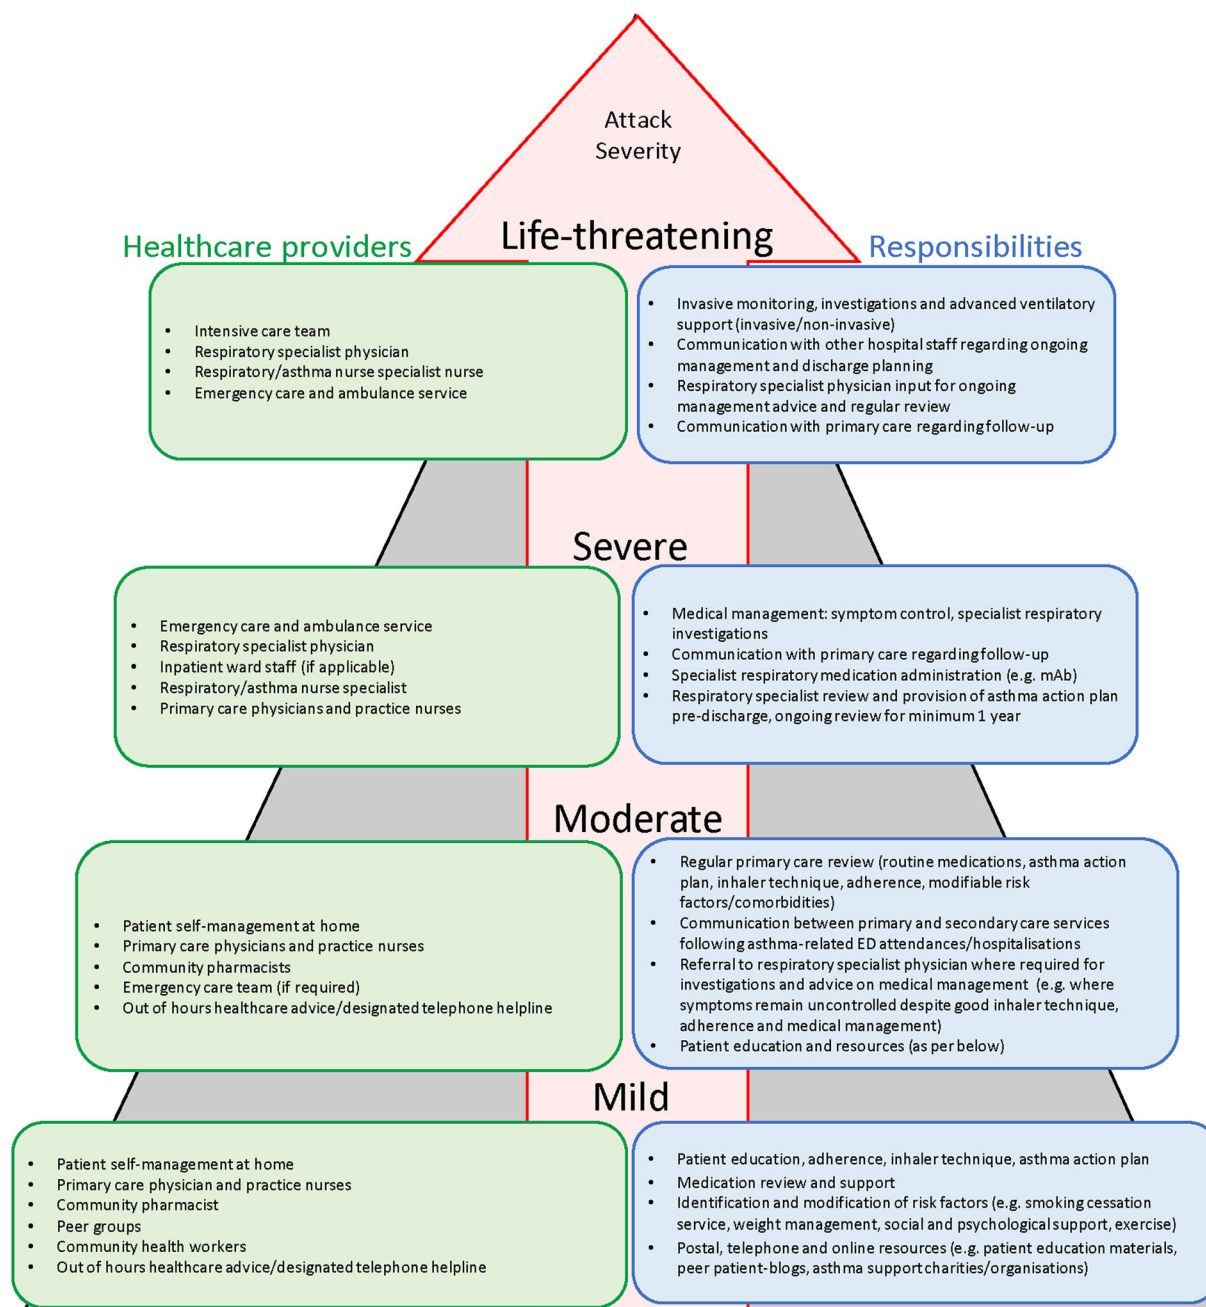 Attack
Severity
Life-threatening
Healthcare providers
Responsibilities
• Intensive care team
• Respiratory specialist physician
• Respiratory/asthma nurse specialist nurse
• Emergency care and ambulance service
• Invasive monitoring, investigations and advanced ventilatory
support (invasive/non-invasive)
• Communication with other hospital staff regarding ongoing
management and discharge planning
• Respiratory specialist physician input for ongoing
management advice and regular review
• Communication with primary care regarding follow-up
Severe
• Emergency care and ambulance service
• Respiratory specialist physician
• Inpatient ward staff (if applicable)
• Respiratory/asthma nurse specialist
• Primary care physicians and practice nurses
• Medical management: symptom control, specialist respiratory
investigations
• Communication with primary care regarding follow-up
• Specialist respiratory medication administration (e.g. mAb)
• Respiratory specialist review and provision of asthma action plan
pre-discharge, ongoing review for minimum 1 year
Moderate
• Patient self-management at home
• Primary care physicians and practice nurses
• Community pharmacists
• Emergency care team (if required)
• Out of hours healthcare advice/designated telephone helpline
• Regular primary care review (routine medications, asthma action
plan, inhaler technique, adherence, modifiable risk
factors/comorbidities)
• Communication between primary and secondary care services
following asthma-related ED attendances/hospitalisations
• Referral to respiratory specialist physician where required for
investigations and advice on medical management (e.g. where
symptoms remain uncontrolled despite good inhaler technique,
adherence and medical management)
• Patient education and resources (as per below)
Mild
• Patient self-management at home
• Primary care physician and practice nurses
• Community pharmacist
• Peer groups
• Community health workers
• Out of hours healthcare advice/designated telephone helpline
• Patient education, adherence, inhaler technique, asthma action plan
• Medication review and support
• Identification and modification of risk factors (e.g. smoking cessation
service, weight management, social and psychological support, exercise)
• Postal, telephone and online resources (e.g. patient education materials,
peer patient-blogs, asthma support charities/organisations)